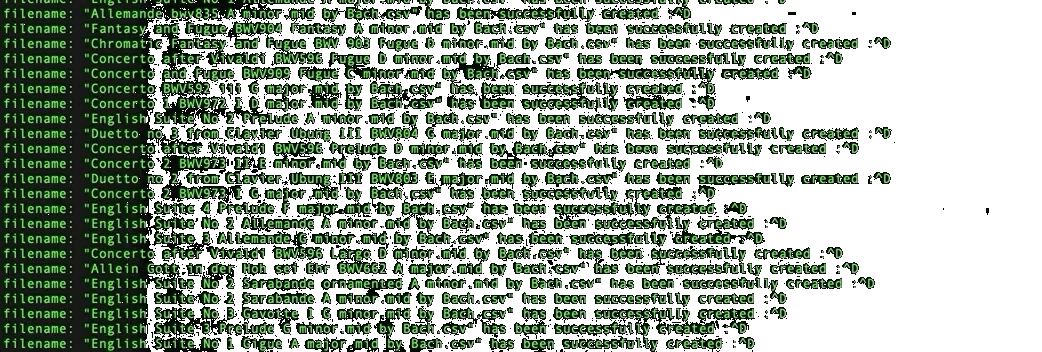 filename: "Allemande bwv835 A minor.mid by Bach.csv" has been successfully created :^D
filename: "Fantasy and Fugue BWV904 Fantasy A minor.mid by Bach.csv" has been successfully created :^D
filename: "Chromatic Fantasy and Fugue BWV 903 Fugue D minor.mid by Bach.csv" has been successfully created :^D
filename: "Concerto after Vivaldi BWV596 Fugue D minor.mid by Bach.csv" has been successfully created :^D
filename: "Concerto and Fugue BWV909 Fugue C minor.mid by Bach.csv" has been successfully created :^D
filename: "Concerto BWV592 111 G major.mid by Bach.csv" has been successfully created :^D
filename: "Concerto 1 BWV972 I D major.mid by Bach.csv" has been successfully created :^D
filename: "English Suite No 2 Prelude A minor.mid by Bach.csv" has been successfully created :^D
filename: "Duetto no 3 from Clavier Ubung III BWV804 G major.mid by Bach.csv" has been successfully created :^D
filename: "Concerto after Vivaldi BWV596 Prelude D minor.mid by Bach.csv" has been successfully created :^D
filename: "Concerto 2 BWV973 II E minor.mid by Bach.csv" has been successfully created :^D
filename: "Duetto no 2 from Clavier Ubung III BWV803 F major.mid by Bach.csv" has been successfully created :^D
filename: "Concerto 2 BWV973 I G major.mid by Bach.csv" has been successfully created :^D
filename: "English Suite 4 Prelude F major.mid by Bach.csv" has been successfully created :^D
filename: "English Suite No 2 Allemande A minor.mid by Bach.csv" has been successfully created :^D
filename: "English Suite 3 Allemande G minor.mid by Bach.csv" has been successfully created :^D
filename: "Concerto after Vivaldi BWV596 Largo D minor.mid by Bach.csv" has been successfully created :^D
filename: "Allein Gott in der Hoh sei Ehr BWV662 A major.mid by Bach.csv" has been successfully created :^D
filename: "English Suite No 2 Sarabande ornamented A minor.mid by Bach.csv" has been successfully created :^D
filename: "English Suite No 2 Sarabande A minor.mid by Bach.csv" has been successfully created :^D
filename: "English Suite No 3 Gavotte I G minor.mid by Bach.csv" has been successfully created :^D
filename: "English Suite 3 Prelude G minor.mid by Bach.csv" has been successfully created :^D
filename: "English Suite No 1 Gigue A major.mid by Bach.csv" has been successfully created :^D